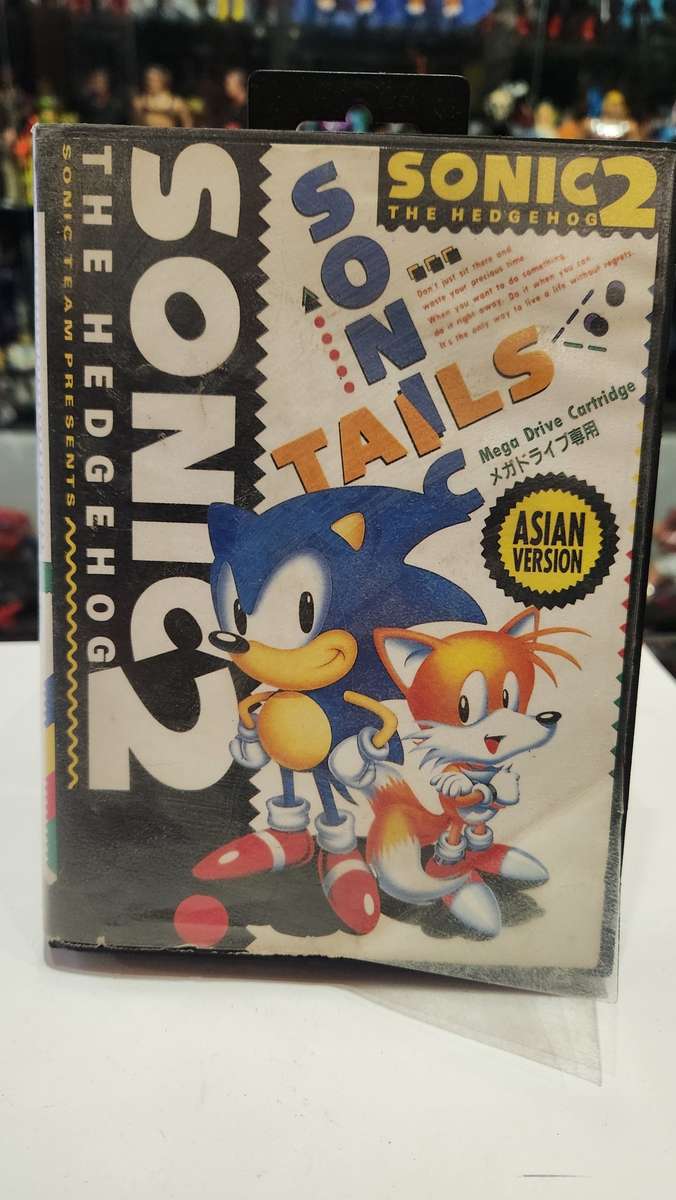 SONIC 2
THE HEDGEHOG
SONIC TEAM PRESENTS
SONIC
TAILS
SONIC 2
THE HEDGEHOG
Don't just sit there and
waste your precious time.
When you want to do something,
do it right away. Do it when you can.
It's the only way to live a life without regrets.
Mega Drive Cartridge
メガドライブ専用
ASIAN
VERSION